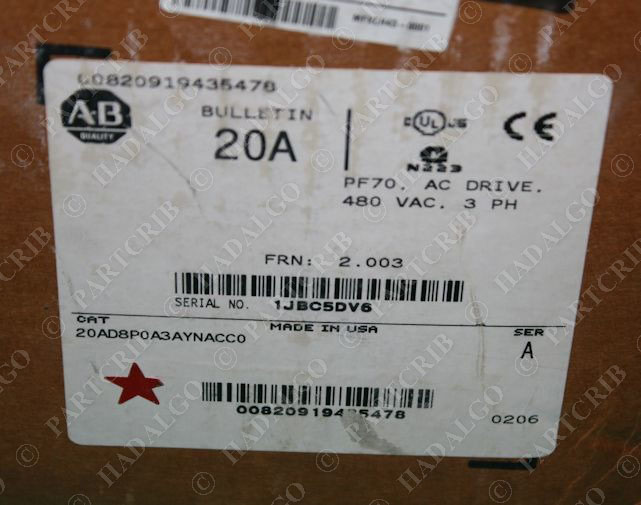 00820919435478
A-B
QUALITY
BULLETIN
20A
UL US
CE
N223
PF70, AC DRIVE,
480 VAC, 3 PH
FRN: 2.003
SERIAL NO. 1JBC5DV6
MADE IN USA
CAT
20AD8P0A3AYNACC0
SER
A
00820919435478
0206
© PARTCRIB
© HADALGO